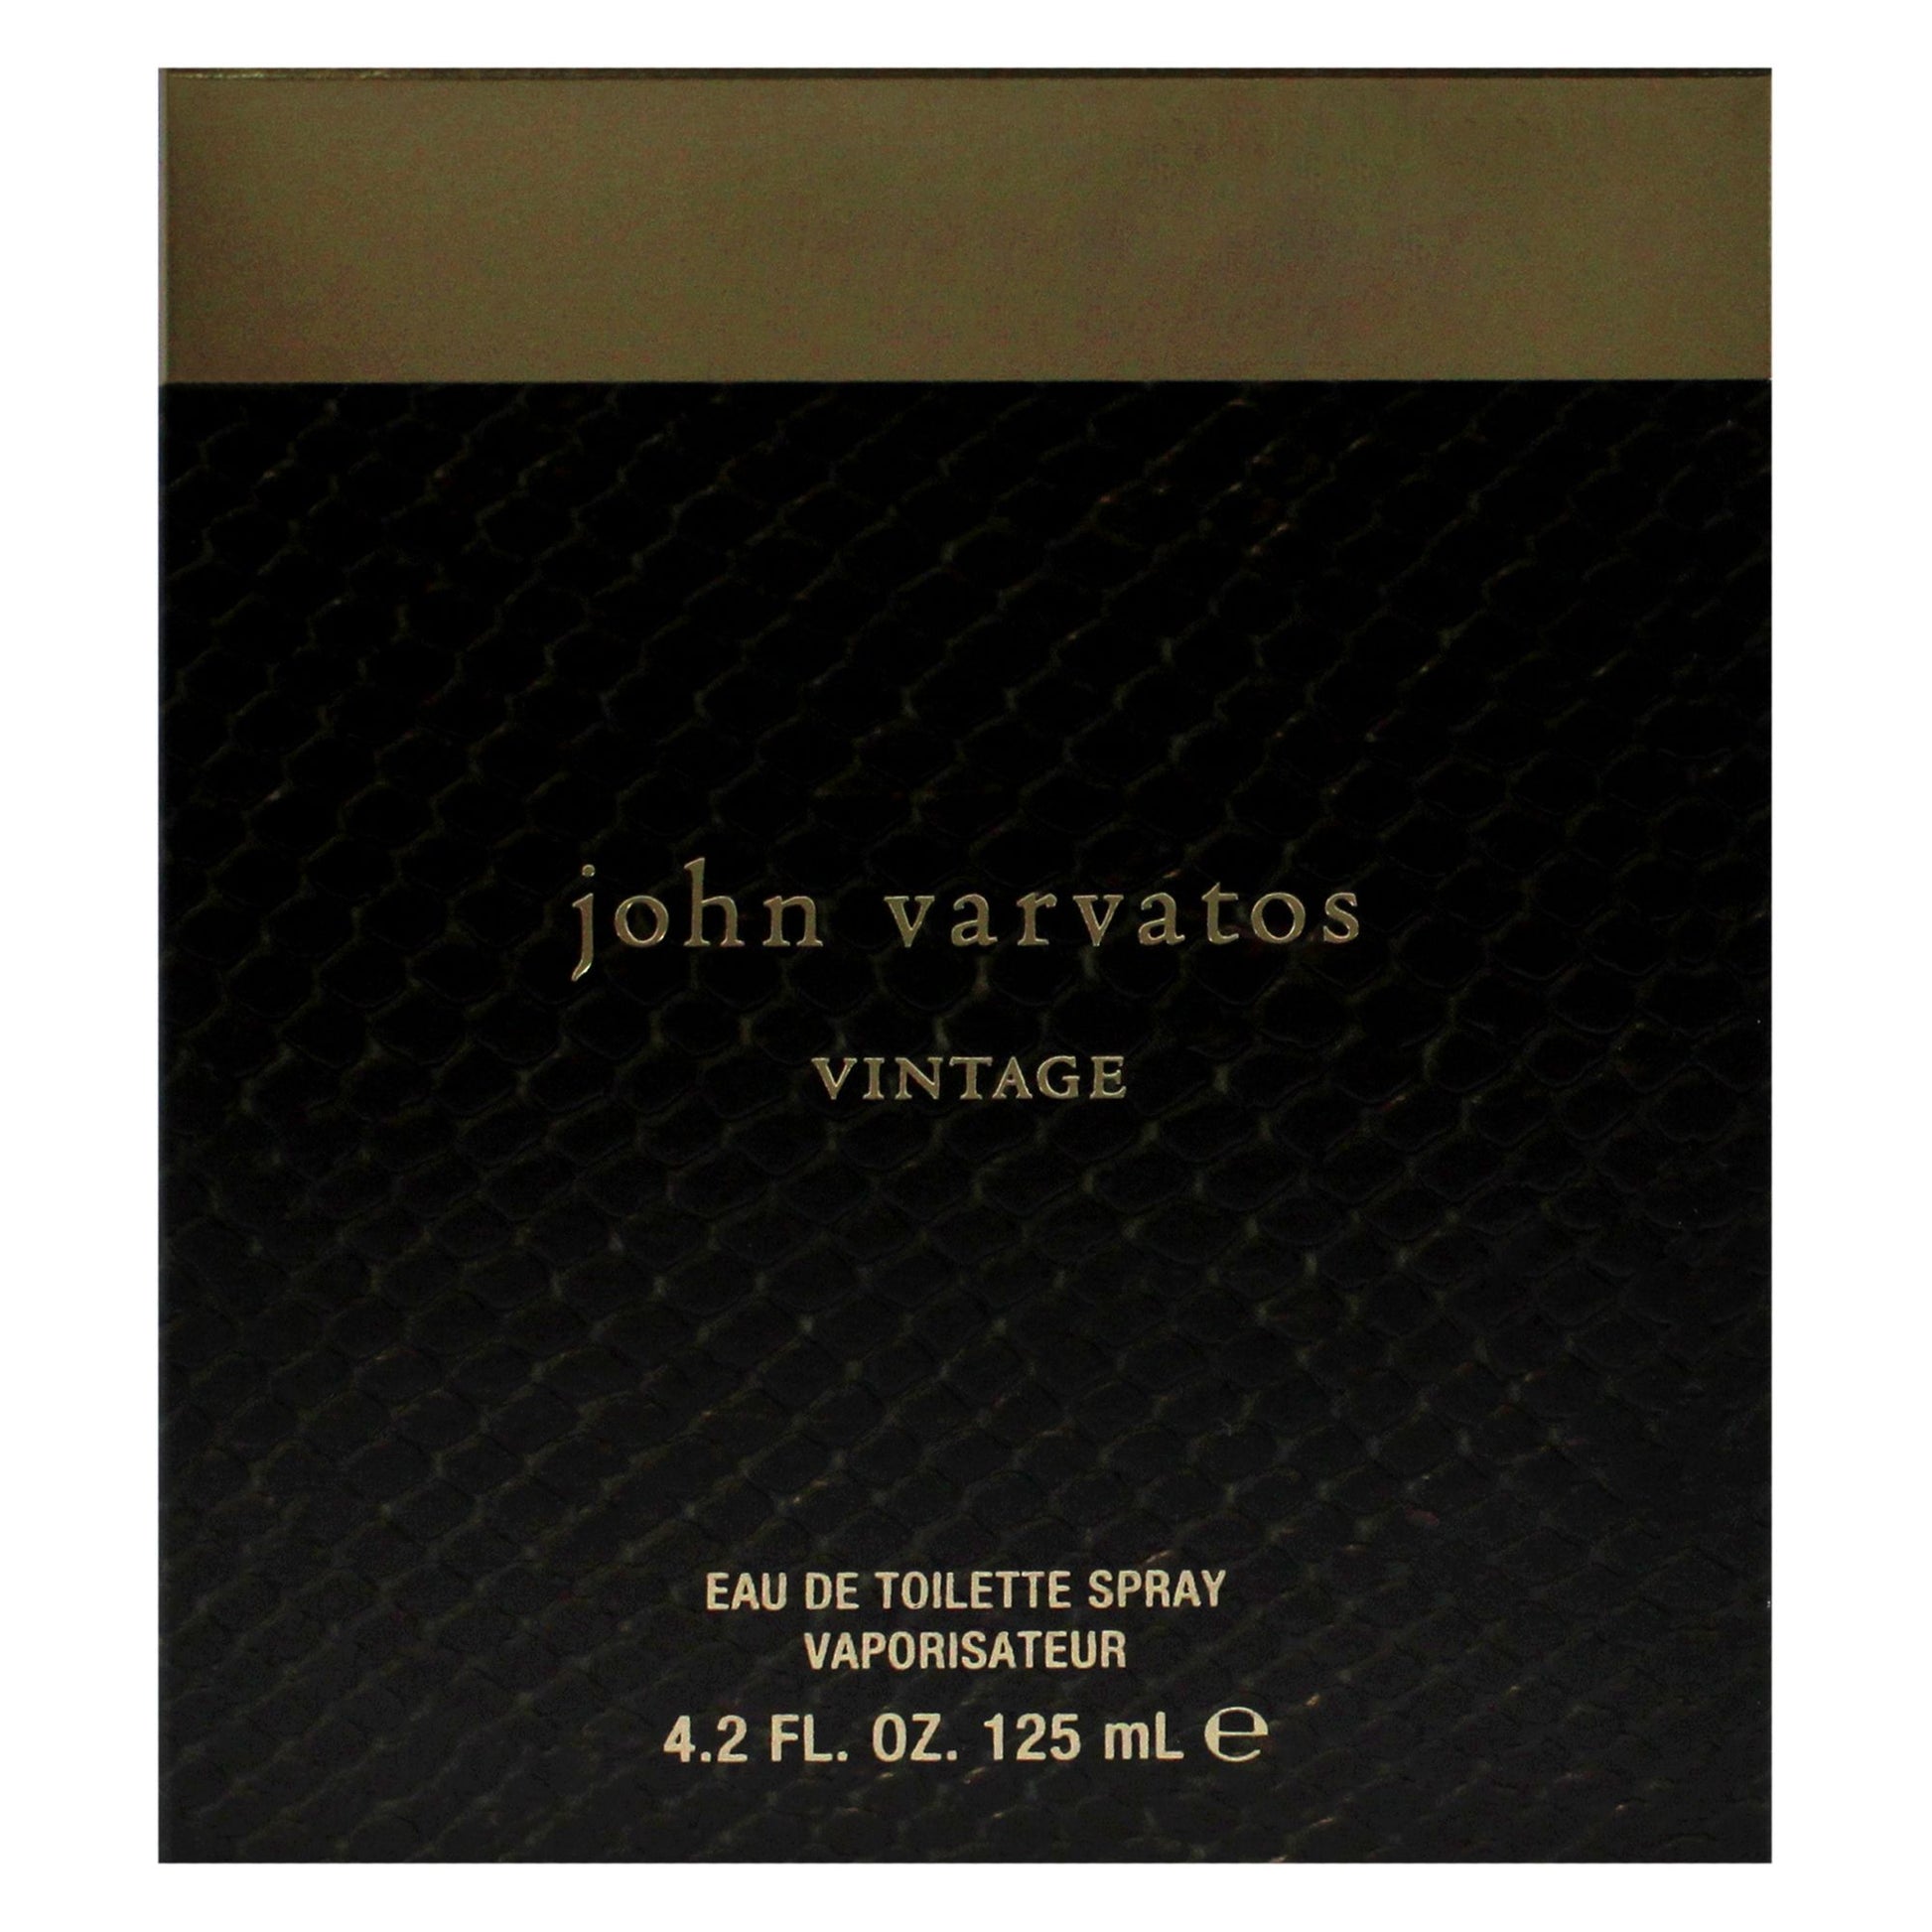 john varvatos
VINTAGE
EAU DE TOILETTE SPRAY
VAPORISATEUR
4.2 FL. OZ. 125 mL ℮